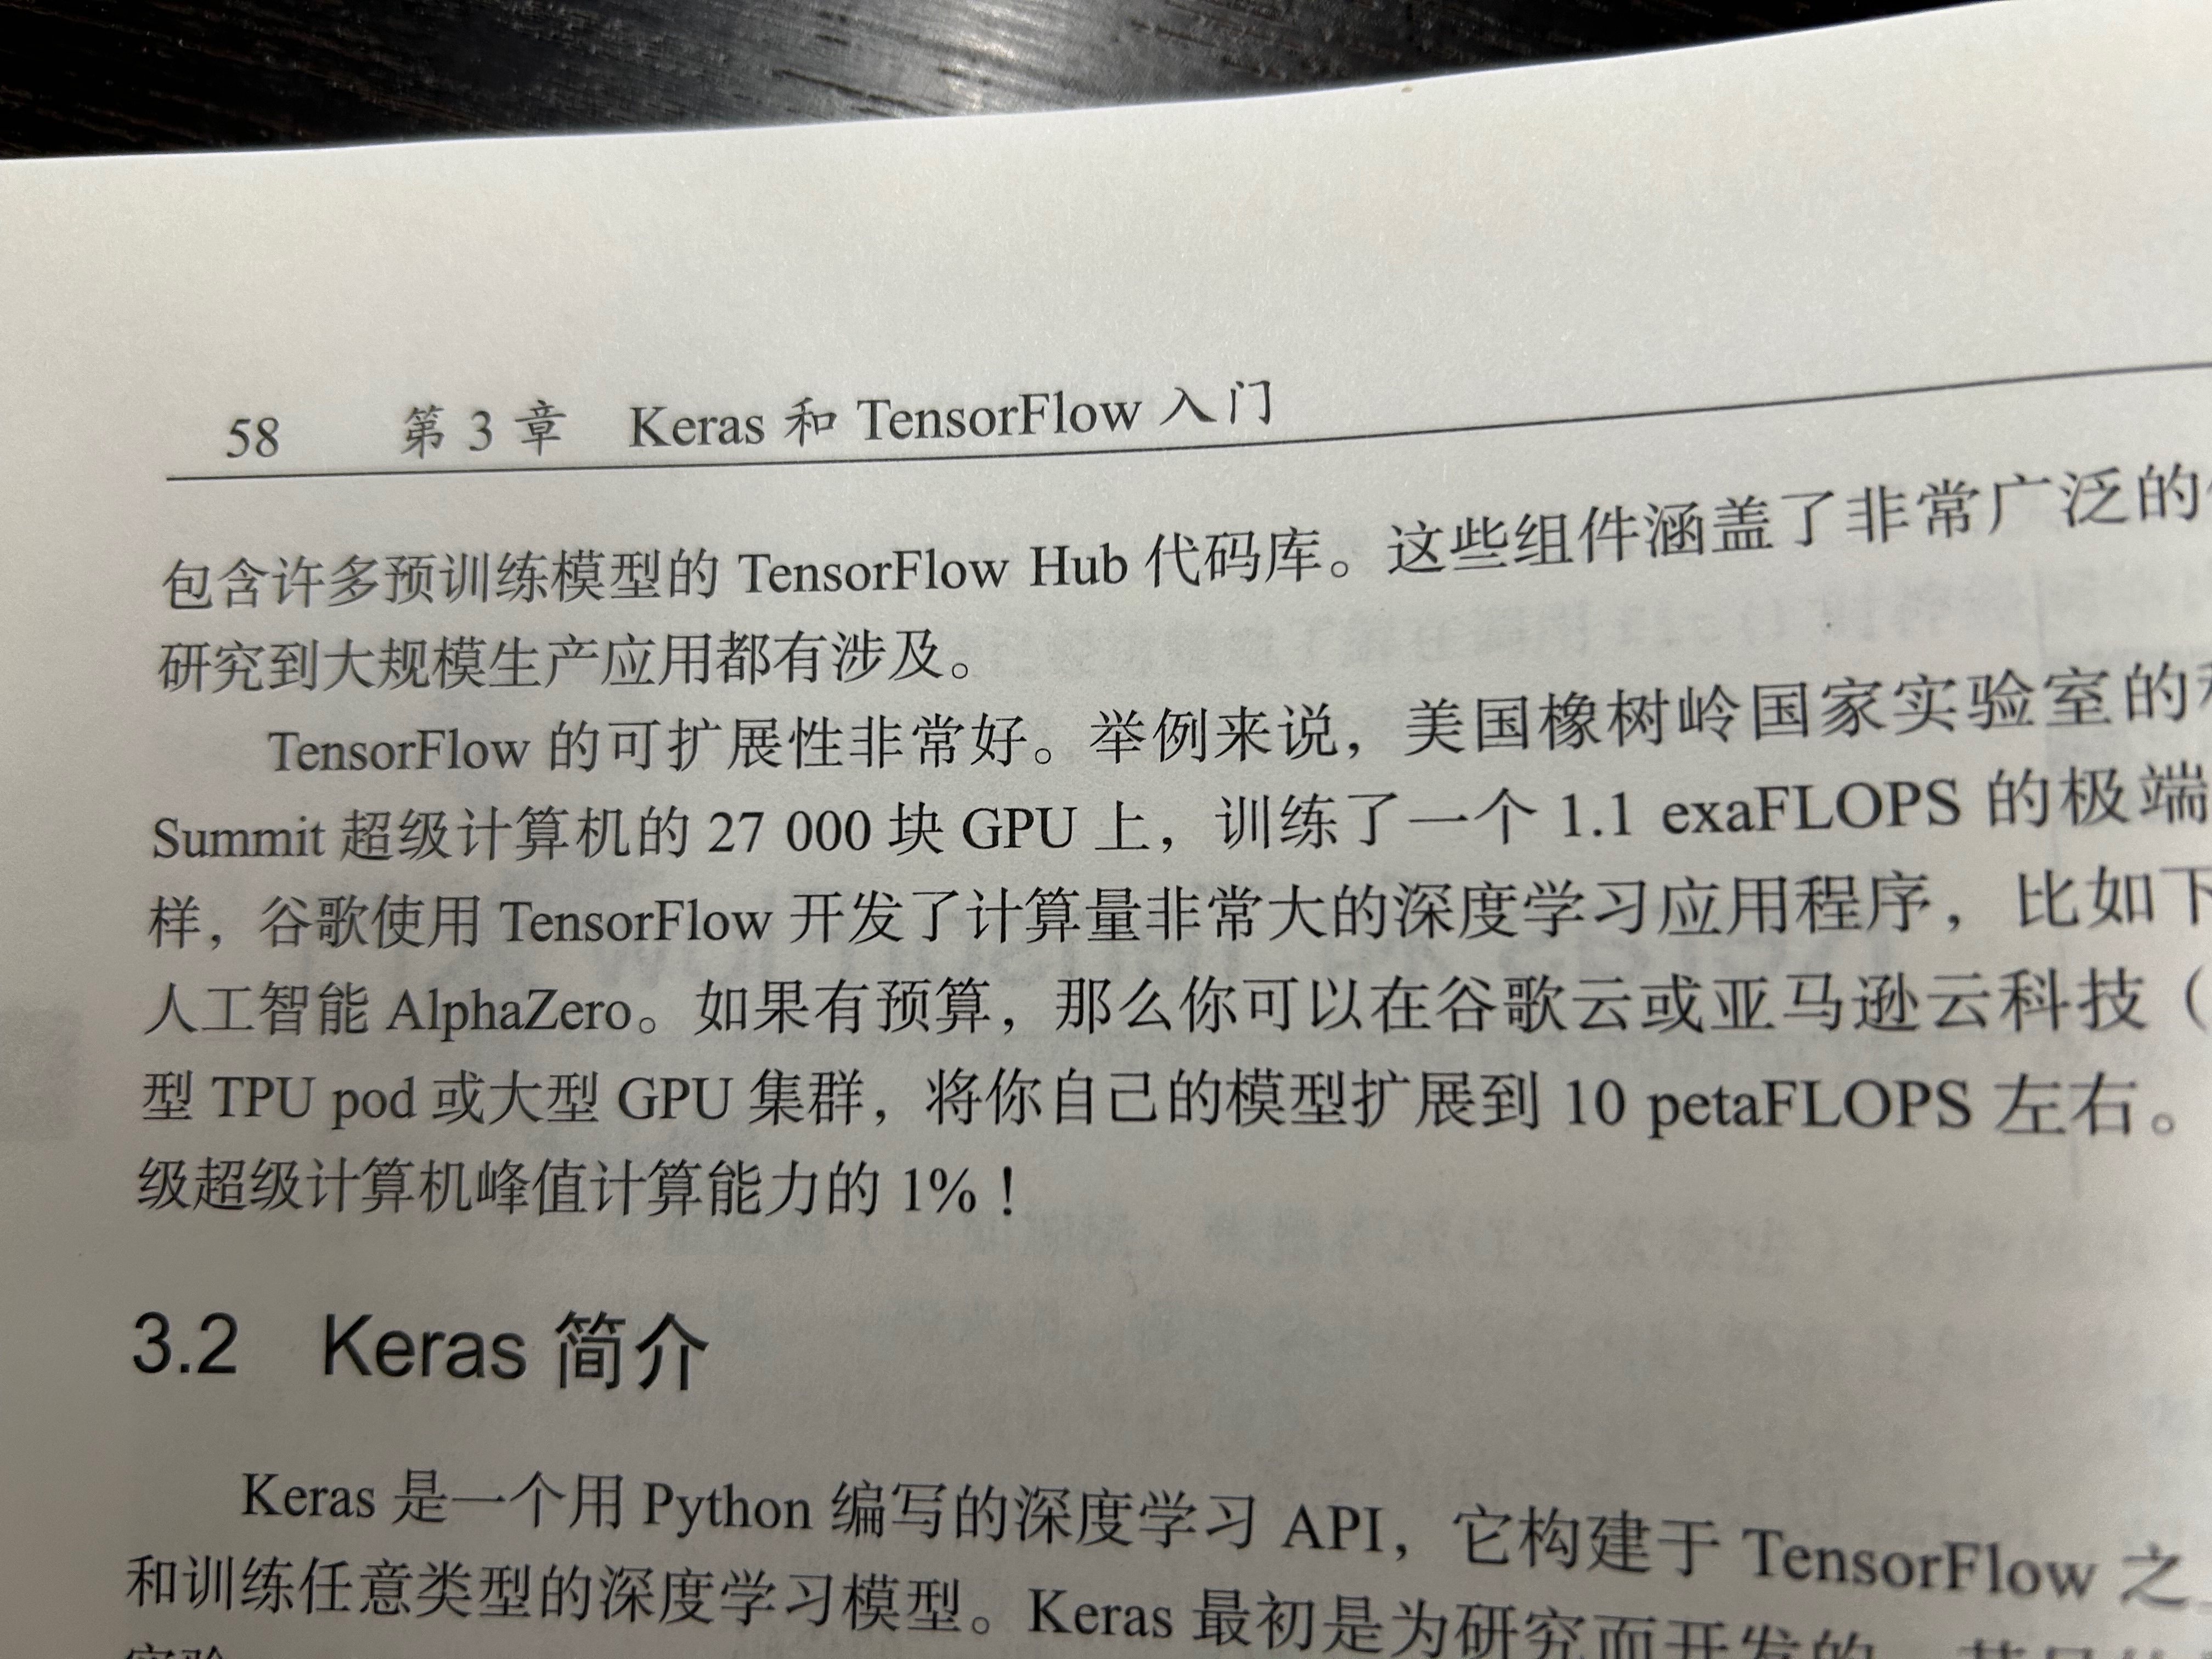 58 第 3 章 Keras 和 TensorFlow 入门
包含许多预训练模型的 TensorFlow Hub 代码库。这些组件涵盖了非常广泛的
研究到大规模生产应用都有涉及。
TensorFlow 的可扩展性非常好。举例来说，美国橡树岭国家实验室的
Summit 超级计算机的 27 000 块 GPU 上，训练了一个 1.1 exaFLOPS 的极端
样，谷歌使用 TensorFlow 开发了计算量非常大的深度学习应用程序，比如下
人工智能 AlphaZero。如果有预算，那么你可以在谷歌云或亚马逊云科技（
型 TPU pod 或大型 GPU 集群，将你自己的模型扩展到 10 petaFLOPS 左右。
级超级计算机峰值计算能力的 1%！
3.2 Keras 简介
Keras 是一个用 Python 编写的深度学习 API，它构建于 TensorFlow 之
和训练任意类型的深度学习模型。Keras 最初是为研究而开发的